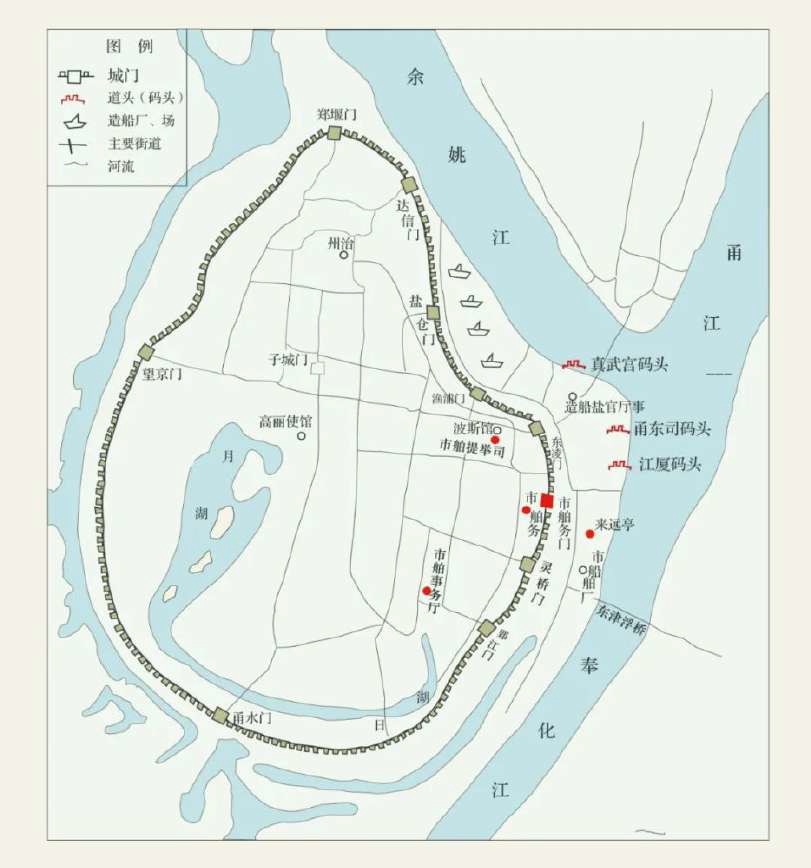 图 例
城门
道头（码头）
造船厂、场
主要街道
河流
余姚江
甬江
奉化江
郑堰门
达信门
州治
盐仓门
望京门
子城门
渔浦门
真武宫码头
造船盐官厅事
高丽使馆
波斯馆
市舶提举司
东渡门
甬东司码头
江厦码头
月湖
市舶务
市舶务门
来远亭
灵桥门
市舶事务厅
市船舶厂
东津浮桥
鄞江门
甬水门
日湖